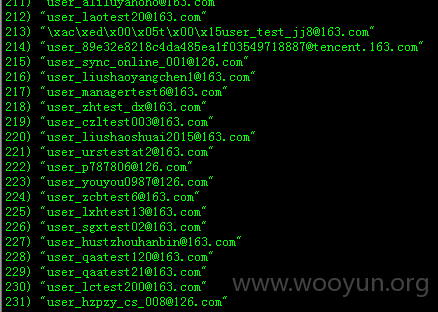 211) "user_aliluyahoho@163.com"
212) "user_laotest20@163.com"
213) "\xac\xed\x00\x05t\x00\x15user_test_jj8@163.com"
214) "user_89e32e8218c4da485ea1f03549718887@tencent.163.com"
215) "user_sync_online_001@126.com"
216) "user_liushaoyangchen1@163.com"
217) "user_managertest6@163.com"
218) "user_zhtest_dx@163.com"
219) "user_czltest003@163.com"
220) "user_liushaoshuai2015@163.com"
221) "user_urstestat2@163.com"
222) "user_p787806@126.com"
223) "user_youyou0987@126.com"
224) "user_zcbtest6@163.com"
225) "user_lxhtest13@163.com"
226) "user_sgxtest02@163.com"
227) "user_hustzhouhanbin@163.com"
228) "user_qaatest120@163.com"
229) "user_qaatest21@163.com"
230) "user_lctest200@163.com"
231) "user_hzpzy_cs_008@126.com"
www.wooyun.org